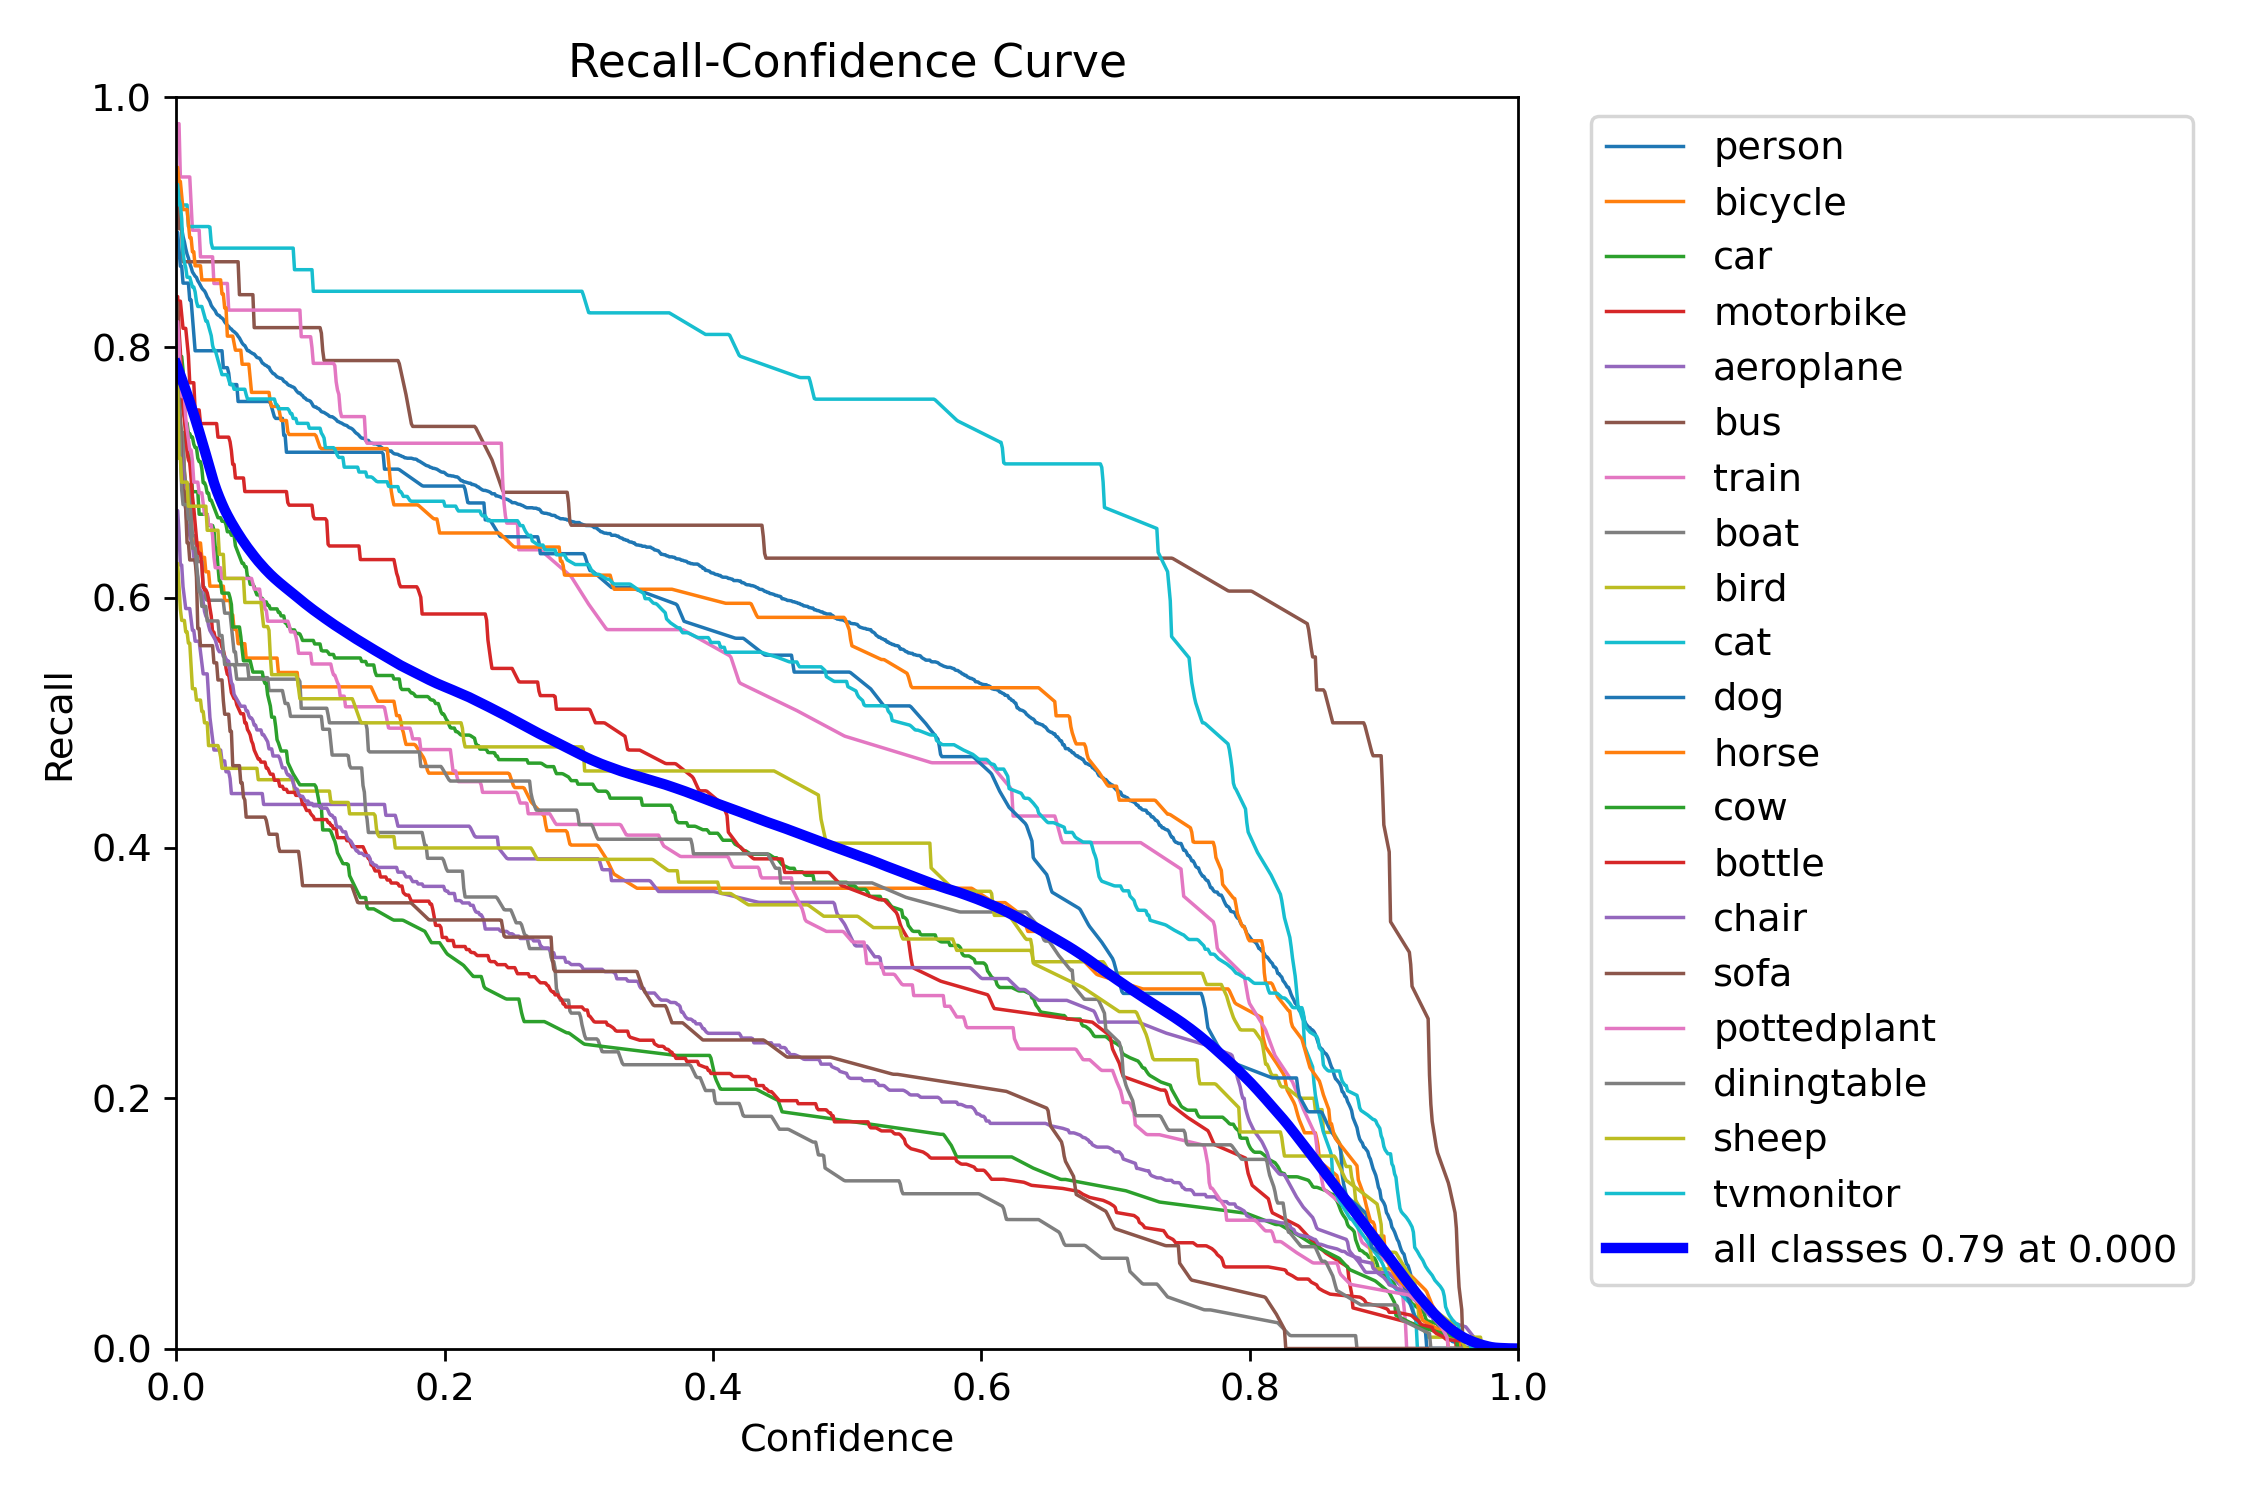 Recall-Confidence Curve
1.0
0.8
0.6
0.4
0.2
0.0
Recall
0.0 0.2 0.4 0.6 0.8 1.0
Confidence
person
bicycle
car
motorbike
aeroplane
bus
train
boat
bird
cat
dog
horse
cow
bottle
chair
sofa
pottedplant
diningtable
sheep
tvmonitor
all classes 0.79 at 0.000